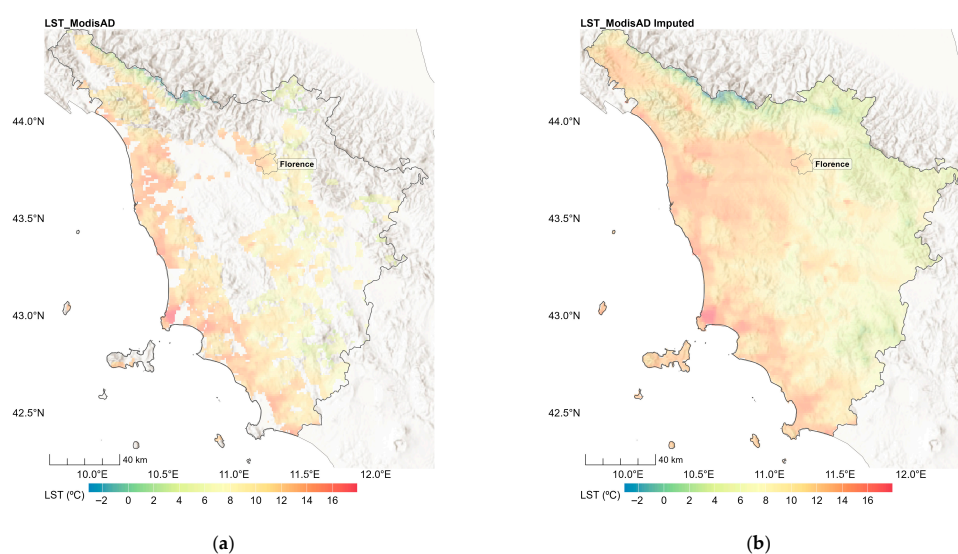 LST_ModisAD
LST_ModisAD Imputed
44.0°N
43.5°N
43.0°N
42.5°N
Florence
40 km
10.0°E 10.5°E 11.0°E 11.5°E 12.0°E
LST (ºC)
−2 0 2 4 6 8 10 12 14 16
(a)
44.0°N
43.5°N
43.0°N
42.5°N
Florence
40 km
10.0°E 10.5°E 11.0°E 11.5°E 12.0°E
LST (ºC)
−2 0 2 4 6 8 10 12 14 16
(b)